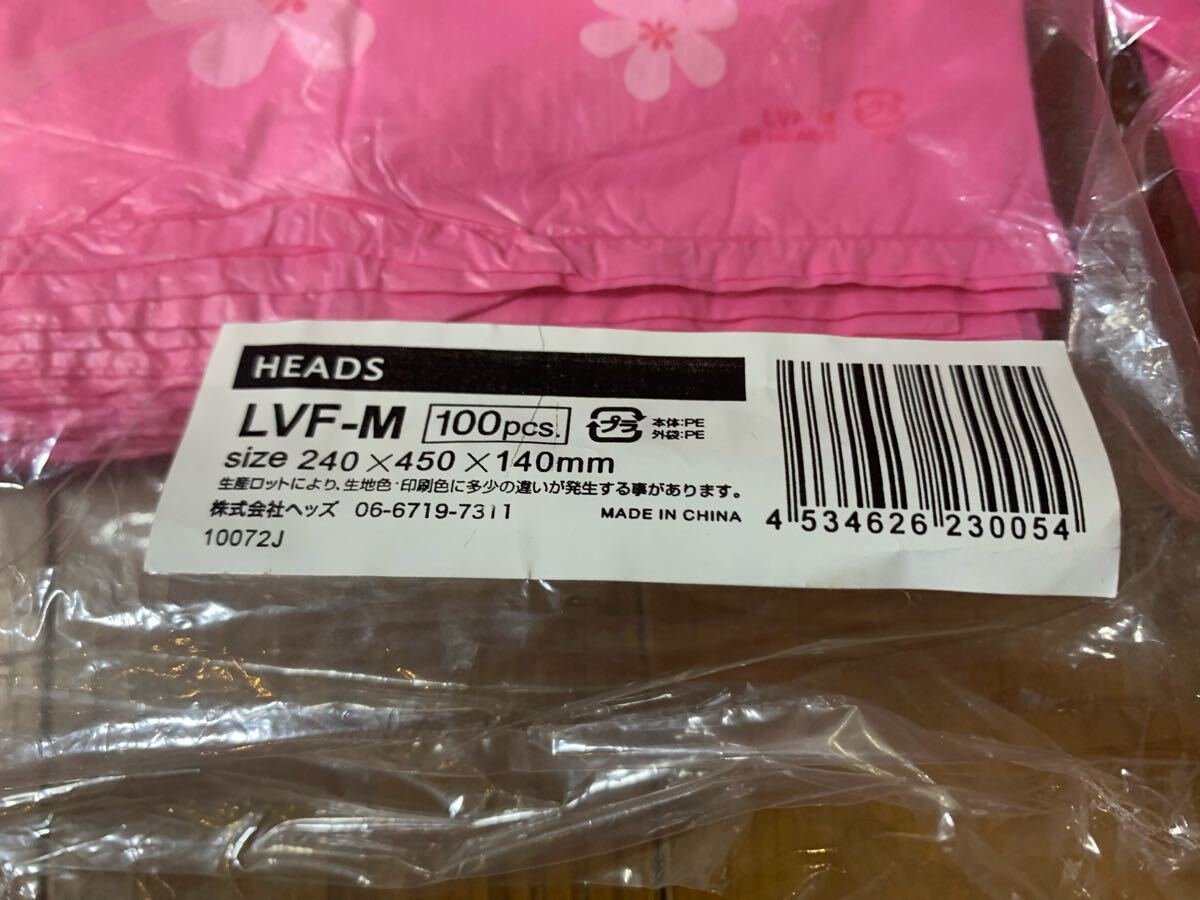 HEADS
LVF-M 100pcs. プラ 本体:PE
外袋:PE
size 240×450×140mm
生産ロットにより、生地色・印刷色に多少の違いが発生する事があります。
株式会社ヘッズ 06-6719-7311 MADE IN CHINA
10072J
4 534626 230054